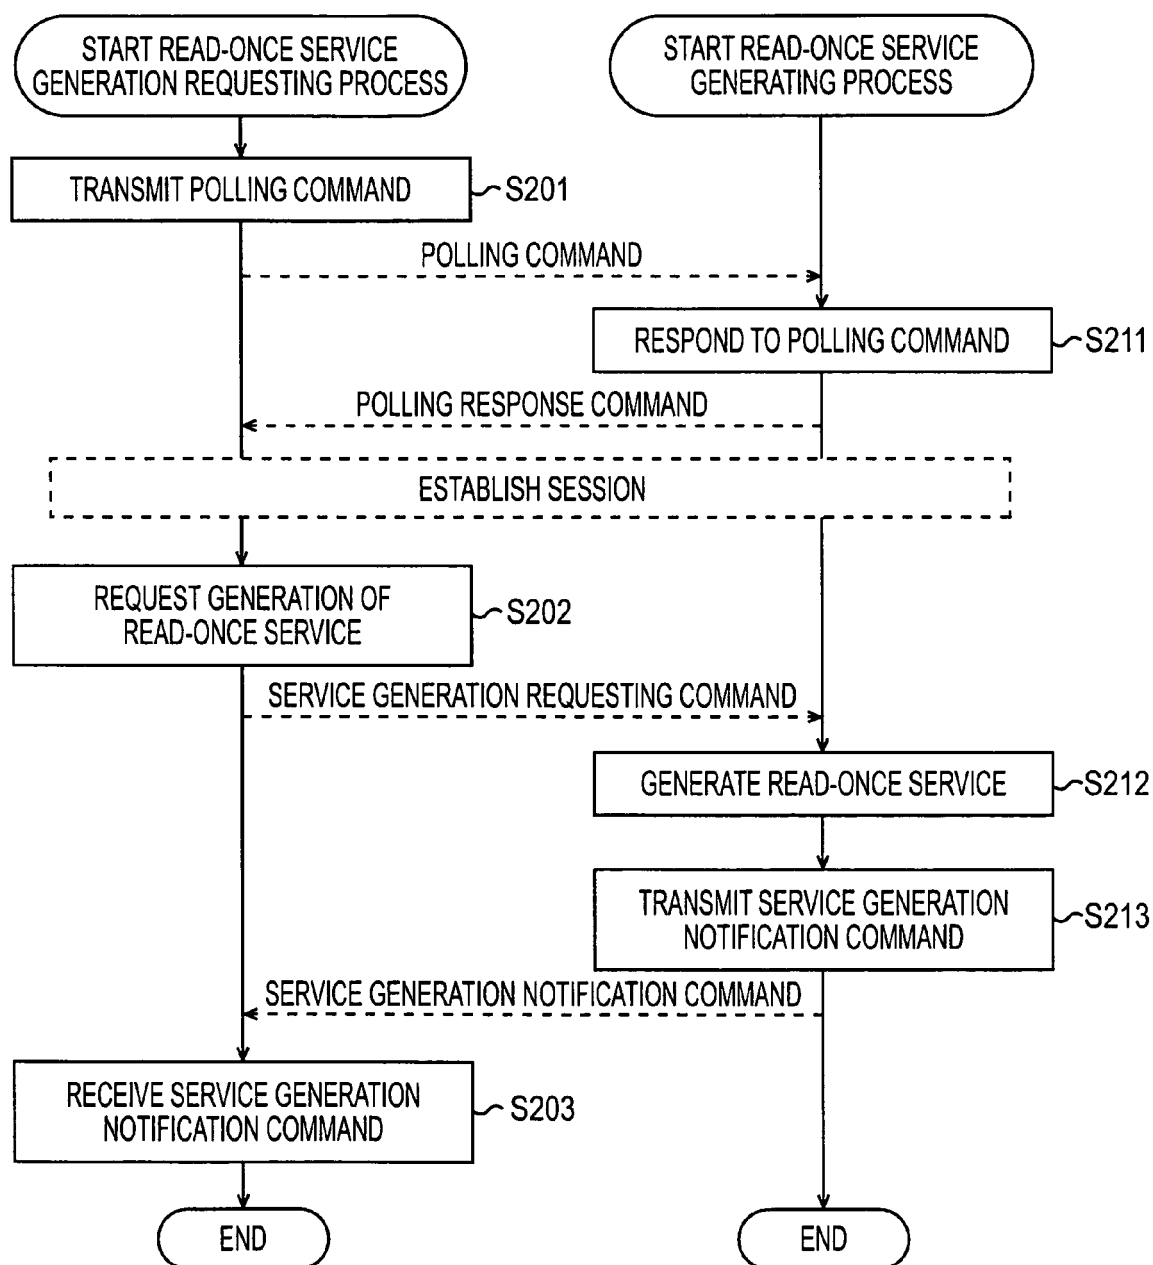 START READ-ONCE SERVICE
GENERATION REQUESTING PROCESS
START READ-ONCE SERVICE
GENERATING PROCESS
TRANSMIT POLLING COMMAND
S201
POLLING COMMAND
RESPOND TO POLLING COMMAND
S211
POLLING RESPONSE COMMAND
ESTABLISH SESSION
REQUEST GENERATION OF
READ-ONCE SERVICE
S202
SERVICE GENERATION REQUESTING COMMAND
GENERATE READ-ONCE SERVICE
S212
TRANSMIT SERVICE GENERATION
NOTIFICATION COMMAND
S213
SERVICE GENERATION NOTIFICATION COMMAND
RECEIVE SERVICE GENERATION
NOTIFICATION COMMAND
S203
END
END